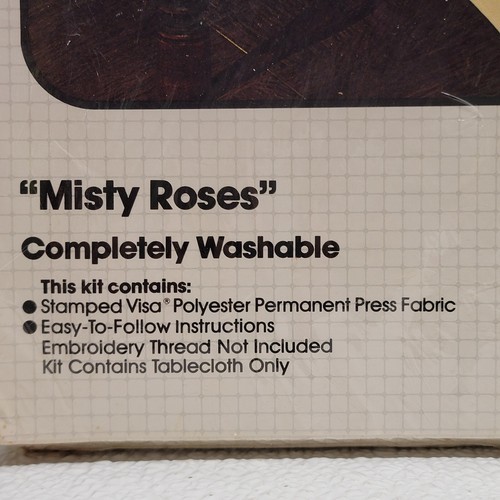 "Misty Roses"
Completely Washable
This kit contains:
● Stamped Visa® Polyester Permanent Press Fabric
● Easy-To-Follow Instructions
Embroidery Thread Not Included
Kit Contains Tablecloth Only